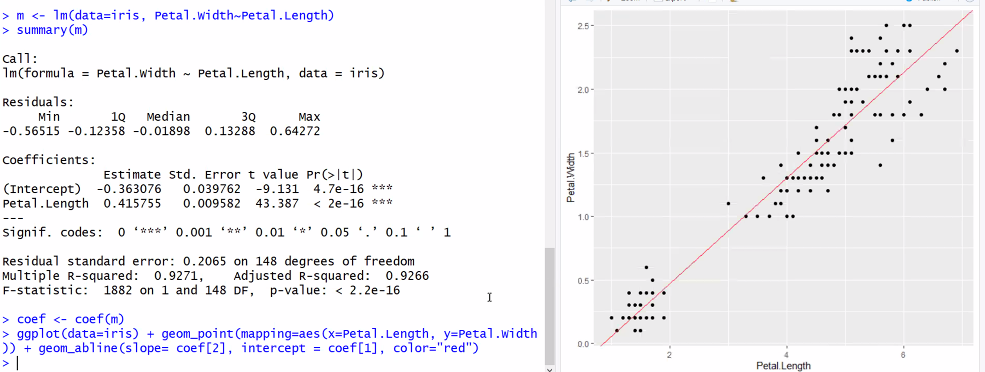 > m <- lm(data=iris, Petal.Width~Petal.Length)
> summary(m)
Call:
lm(formula = Petal.Width ~ Petal.Length, data = iris)
Residuals:
     Min       1Q   Median       3Q      Max
-0.56515 -0.12358 -0.01898  0.13288  0.64272
Coefficients:
              Estimate Std. Error t value Pr(>|t|)
(Intercept)  -0.363076   0.039762  -9.131  4.7e-16 ***
Petal.Length  0.415755   0.009582  43.387  < 2e-16 ***
---
Signif. codes:  0 ‘***’ 0.001 ‘**’ 0.01 ‘*’ 0.05 ‘.’ 0.1 ‘ ’ 1
Residual standard error: 0.2065 on 148 degrees of freedom
Multiple R-squared:  0.9271,    Adjusted R-squared:  0.9266
F-statistic:  1882 on 1 and 148 DF,  p-value: < 2.2e-16
> coef <- coef(m)
> ggplot(data=iris) + geom_point(mapping=aes(x=Petal.Length, y=Petal.Width
)) + geom_abline(slope= coef[2], intercept = coef[1], color="red")
>
2.5
2.0
1.5
1.0
0.5
0.0
Petal.Width
2 4 6
Petal.Length